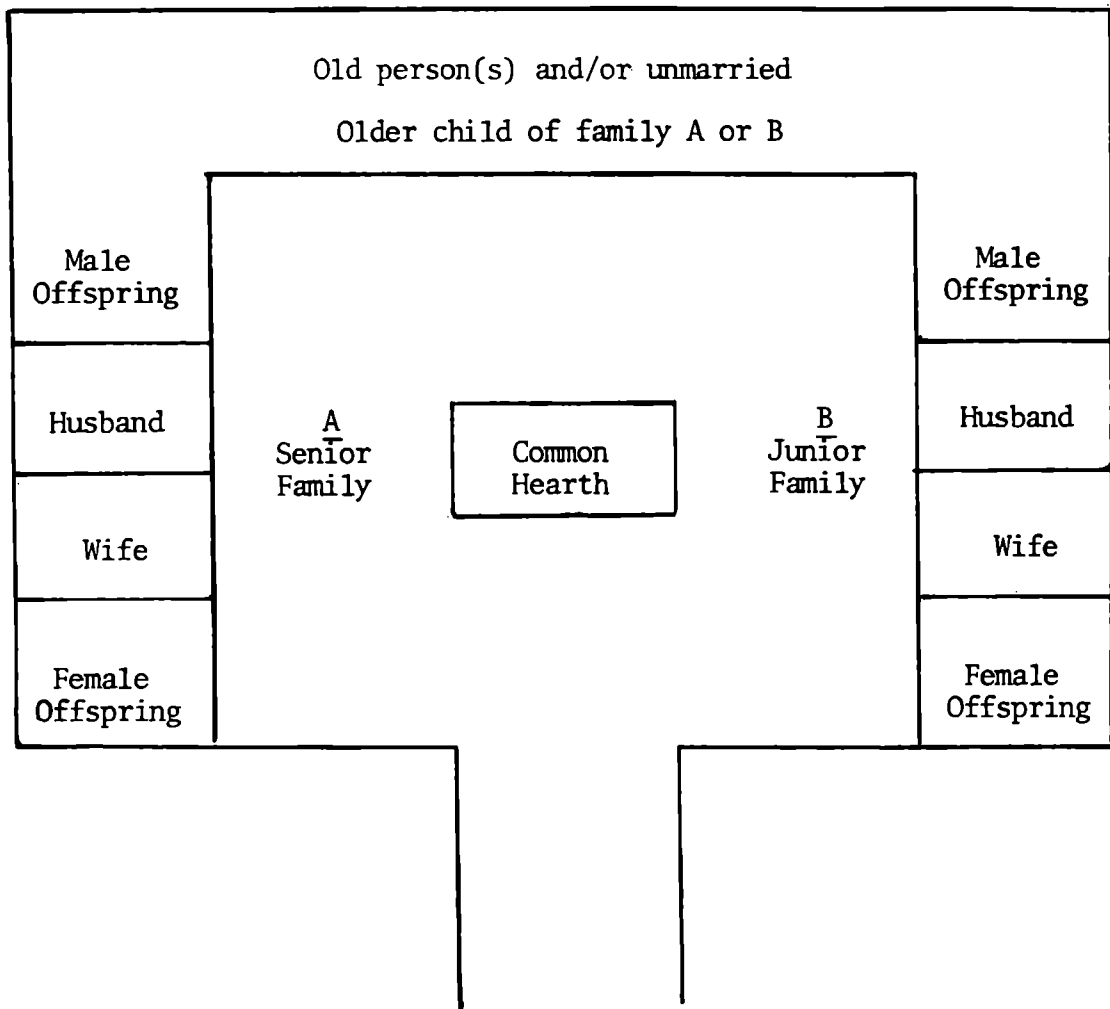 Old person(s) and/or unmarried
Older child of family A or B
Male
Offspring
Husband
Wife
Female
Offspring
A
Senior
Family
Common
Hearth
B
Junior
Family
Male
Offspring
Husband
Wife
Female
Offspring